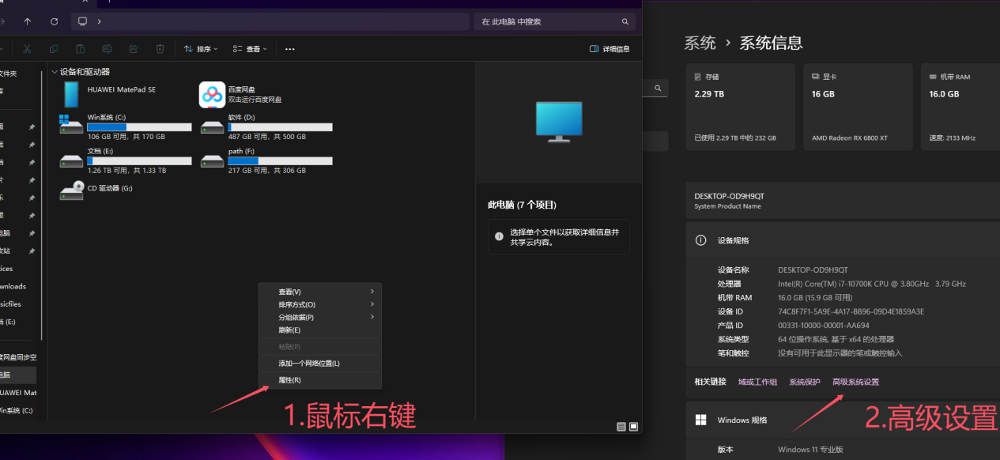 在 此电脑 中搜索
排序
查看
详细信息
文件夹
设备和驱动器
HUAWEI MatePad SE
百度网盘
双击运行百度网盘
Win系统 (C:)
106 GB 可用，共 170 GB
软件 (D:)
487 GB 可用，共 500 GB
文档 (E:)
1.26 TB 可用，共 1.33 TB
path (F:)
217 GB 可用，共 306 GB
CD 驱动器 (G:)
电脑
收站
ices
wnloads
sicfiles
档 (E:)
度网盘同步空
电脑
UAWEI Mat
Win系统 (C:)
此电脑 (7 个项目)
选择单个文件以获取详细信息并
共享云内容。
查看(V)
排序方式(O)
分组依据(P)
刷新(E)
粘贴(P)
添加一个网络位置(L)
属性(R)
1.鼠标右键
系统 › 系统信息
存储
2.29 TB
已使用 2.29 TB 中的 232 GB
显卡
16 GB
AMD Radeon RX 6800 XT
机带 RAM
16.0 GB
速度: 2133 MHz
DESKTOP-OD9H9QT
System Product Name
设备规格
设备名称 DESKTOP-OD9H9QT
处理器 Intel(R) Core(TM) i7-10700K CPU @ 3.80GHz 3.79 GHz
机带 RAM 16.0 GB (15.9 GB 可用)
设备 ID 74C8F7F1-5A9E-4A17-BB96-09D4E1859A3E
产品 ID 00331-10000-00001-AA694
系统类型 64 位操作系统, 基于 x64 的处理器
笔和触控 没有可用于此显示器的笔或触控输入
相关链接 域或工作组 系统保护 高级系统设置
2.高级设置
Windows 规格
版本 Windows 11 专业版